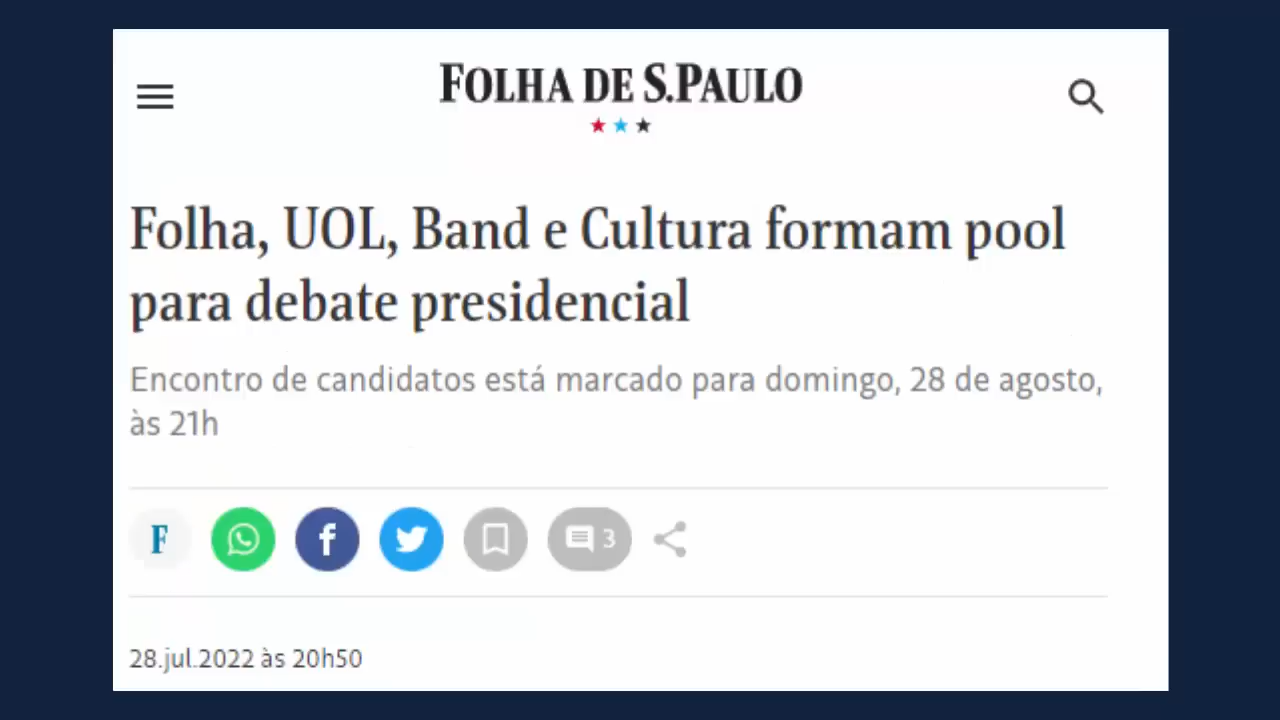 FOLHA DE S.PAULO
Folha, UOL, Band e Cultura formam pool
para debate presidencial
Encontro de candidatos está marcado para domingo, 28 de agosto,
às 21h
F
3
28.jul.2022 às 20h50